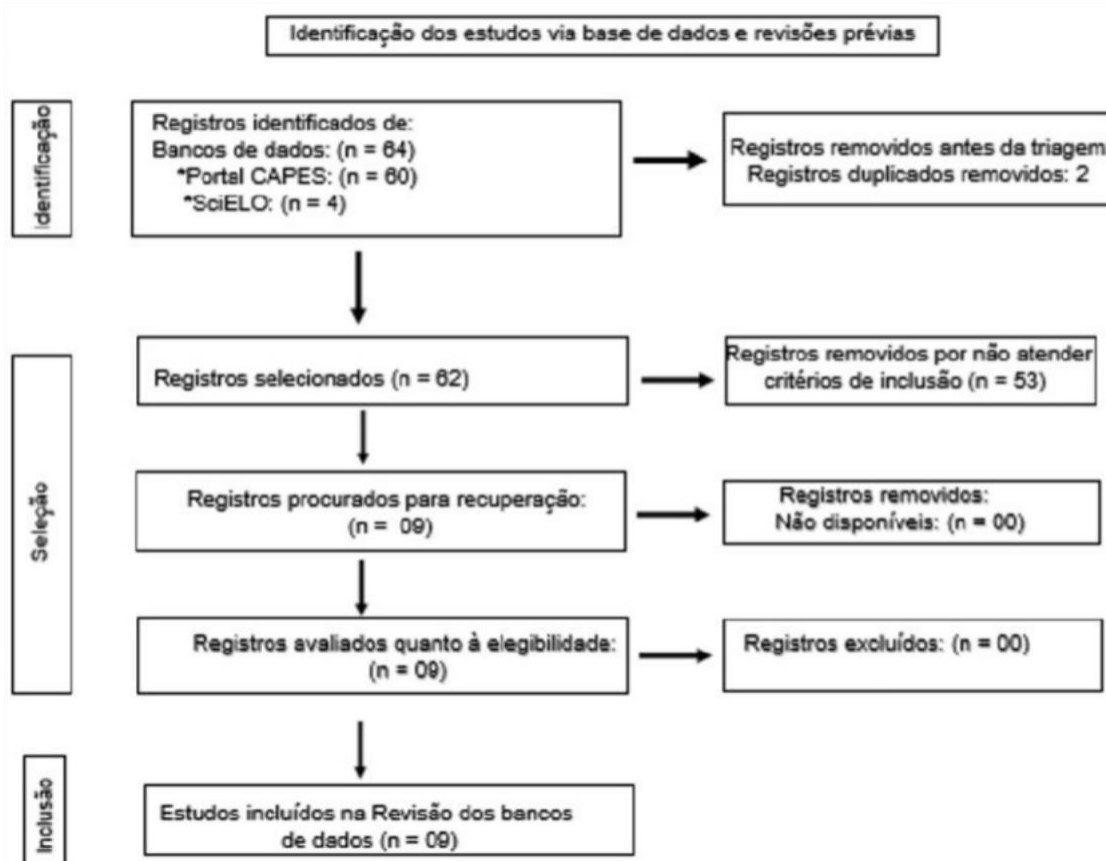 Identificação dos estudos via base de dados e revisões prévias
Identificação
Registros identificados de:
Bancos de dados: (n = 64)
*Portal CAPES: (n = 60)
*SciELO: (n = 4)
Registros removidos antes da triagem
Registros duplicados removidos: 2
Seleção
Registros selecionados (n = 62)
Registros removidos por não atender
critérios de inclusão (n = 53)
Registros procurados para recuperação:
(n = 09)
Registros removidos:
Não disponíveis: (n = 00)
Registros avaliados quanto à elegibilidade:
(n = 09)
Registros excluídos: (n = 00)
Inclusão
Estudos incluídos na Revisão dos bancos
de dados (n = 09)